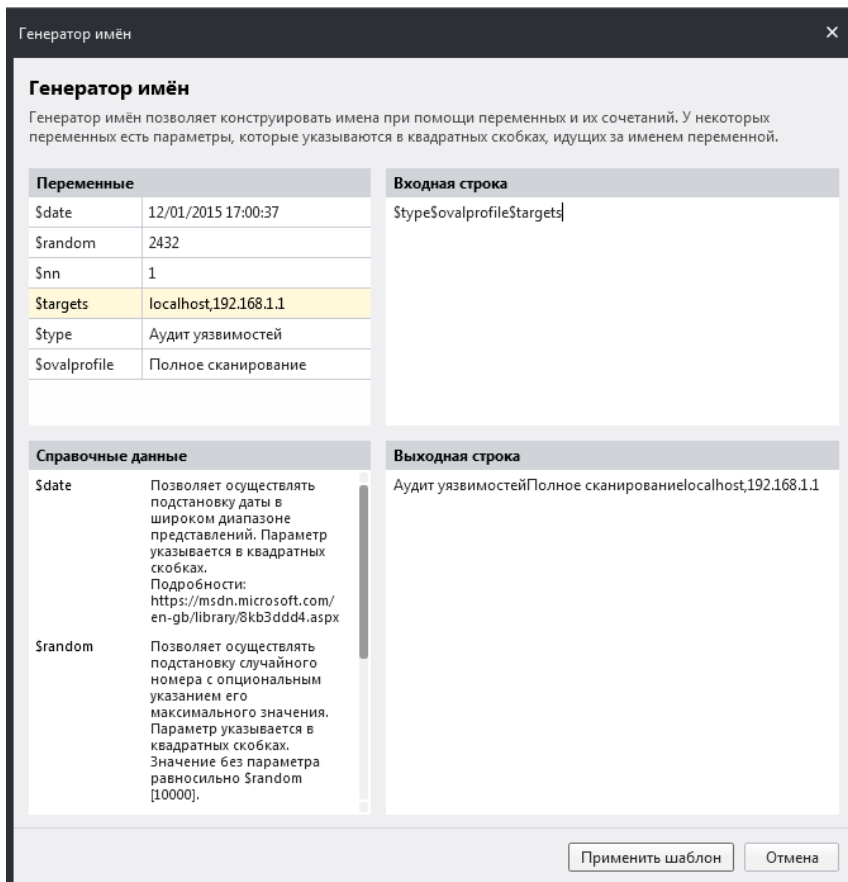 Генератор имён
Генератор имён
Генератор имён позволяет конструировать имена при помощи переменных и их сочетаний. У некоторых
переменных есть параметры, которые указываются в квадратных скобках, идущих за именем переменной.
Переменные
$date 12/01/2015 17:00:37
$random 2432
$nn 1
$targets localhost,192.168.1.1
$type Аудит уязвимостей
$ovalprofile Полное сканирование
Входная строка
$type$ovalprofile$targets
Справочные данные
$date Позволяет осуществлять
подстановку даты в
широком диапазоне
представлений. Параметр
указывается в квадратных
скобках.
Подробности:
https://msdn.microsoft.com/
en-gb/library/8kb3ddd4.aspx
$random Позволяет осуществлять
подстановку случайного
номера с опциональным
указанием его
максимального значения.
Параметр указывается в
квадратных скобках.
Значение без параметра
равносильно $random
[10000].
Выходная строка
Аудит уязвимостейПолное сканированиеlocalhost,192.168.1.1
Применить шаблон Отмена